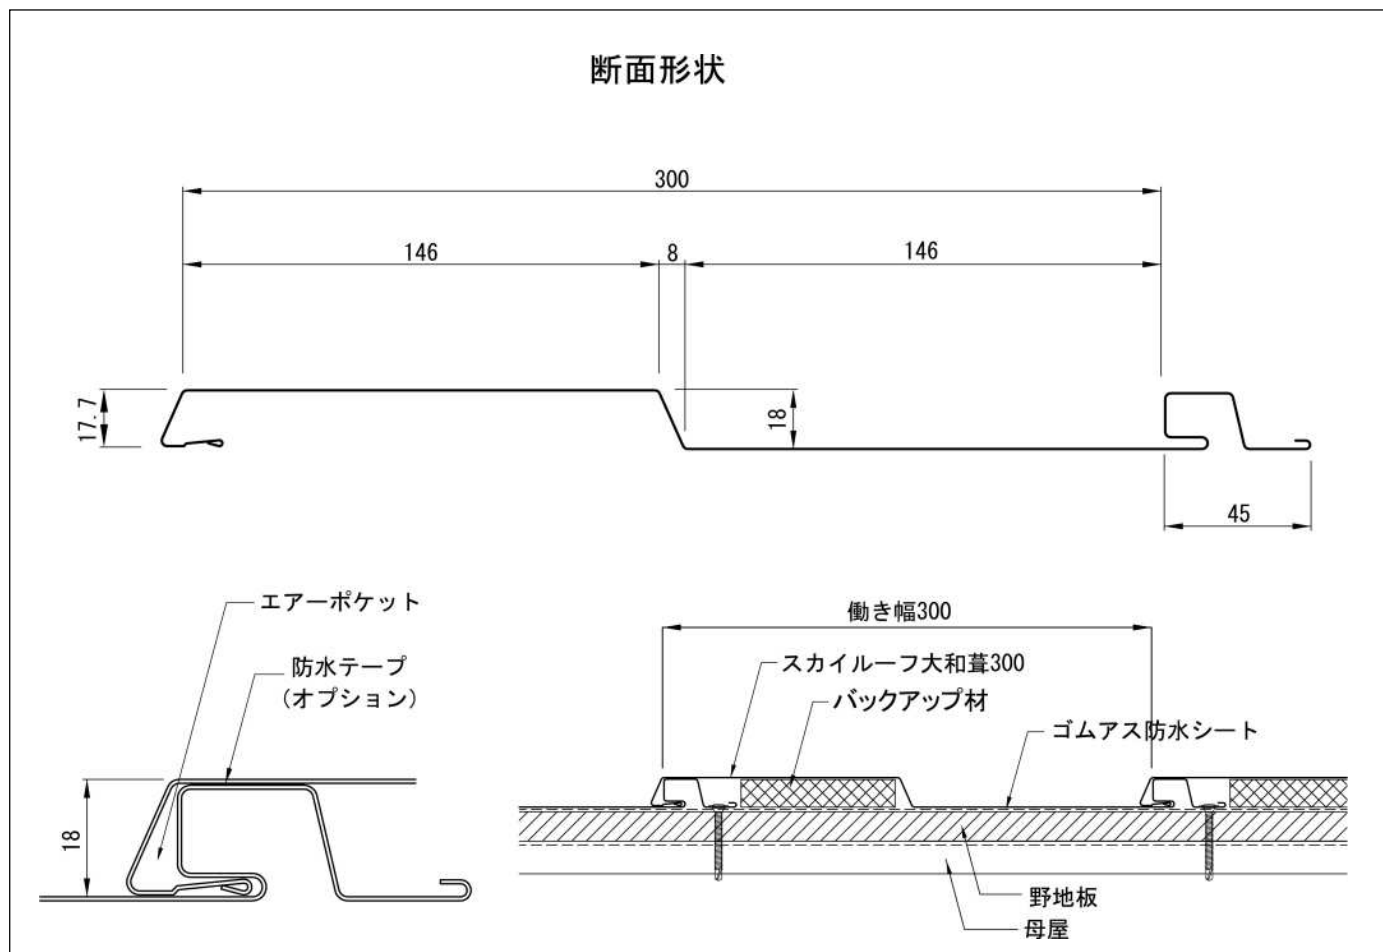 断面形状
300
146
8
146
17.7
18
45
エアーポケット
防水テープ
(オプション)
18
働き幅300
スカイルーフ大和葺300
バックアップ材
ゴムアス防水シート
野地板
母屋